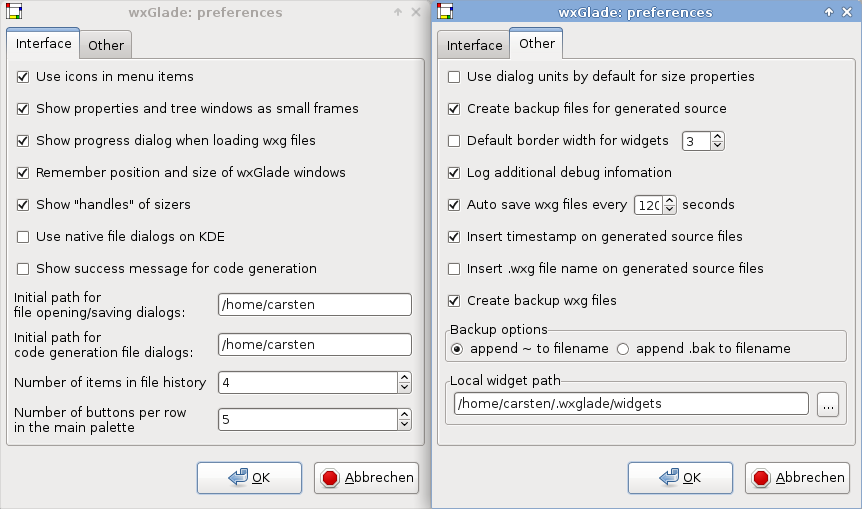 wxGlade: preferences
Interface Other
Use icons in menu items
Show properties and tree windows as small frames
Show progress dialog when loading wxg files
Remember position and size of wxGlade windows
Show "handles" of sizers
Use native file dialogs on KDE
Show success message for code generation
Initial path for
file opening/saving dialogs:
/home/carsten
Initial path for
code generation file dialogs:
/home/carsten
Number of items in file history 4
Number of buttons per row
in the main palette
5
OK Abbrechen
wxGlade: preferences
Interface Other
Use dialog units by default for size properties
Create backup files for generated source
Default border width for widgets 3
Log additional debug infomation
Auto save wxg files every 120 seconds
Insert timestamp on generated source files
Insert .wxg file name on generated source files
Create backup wxg files
Backup options
append ~ to filename append .bak to filename
Local widget path
/home/carsten/.wxglade/widgets ...
OK Abbrechen